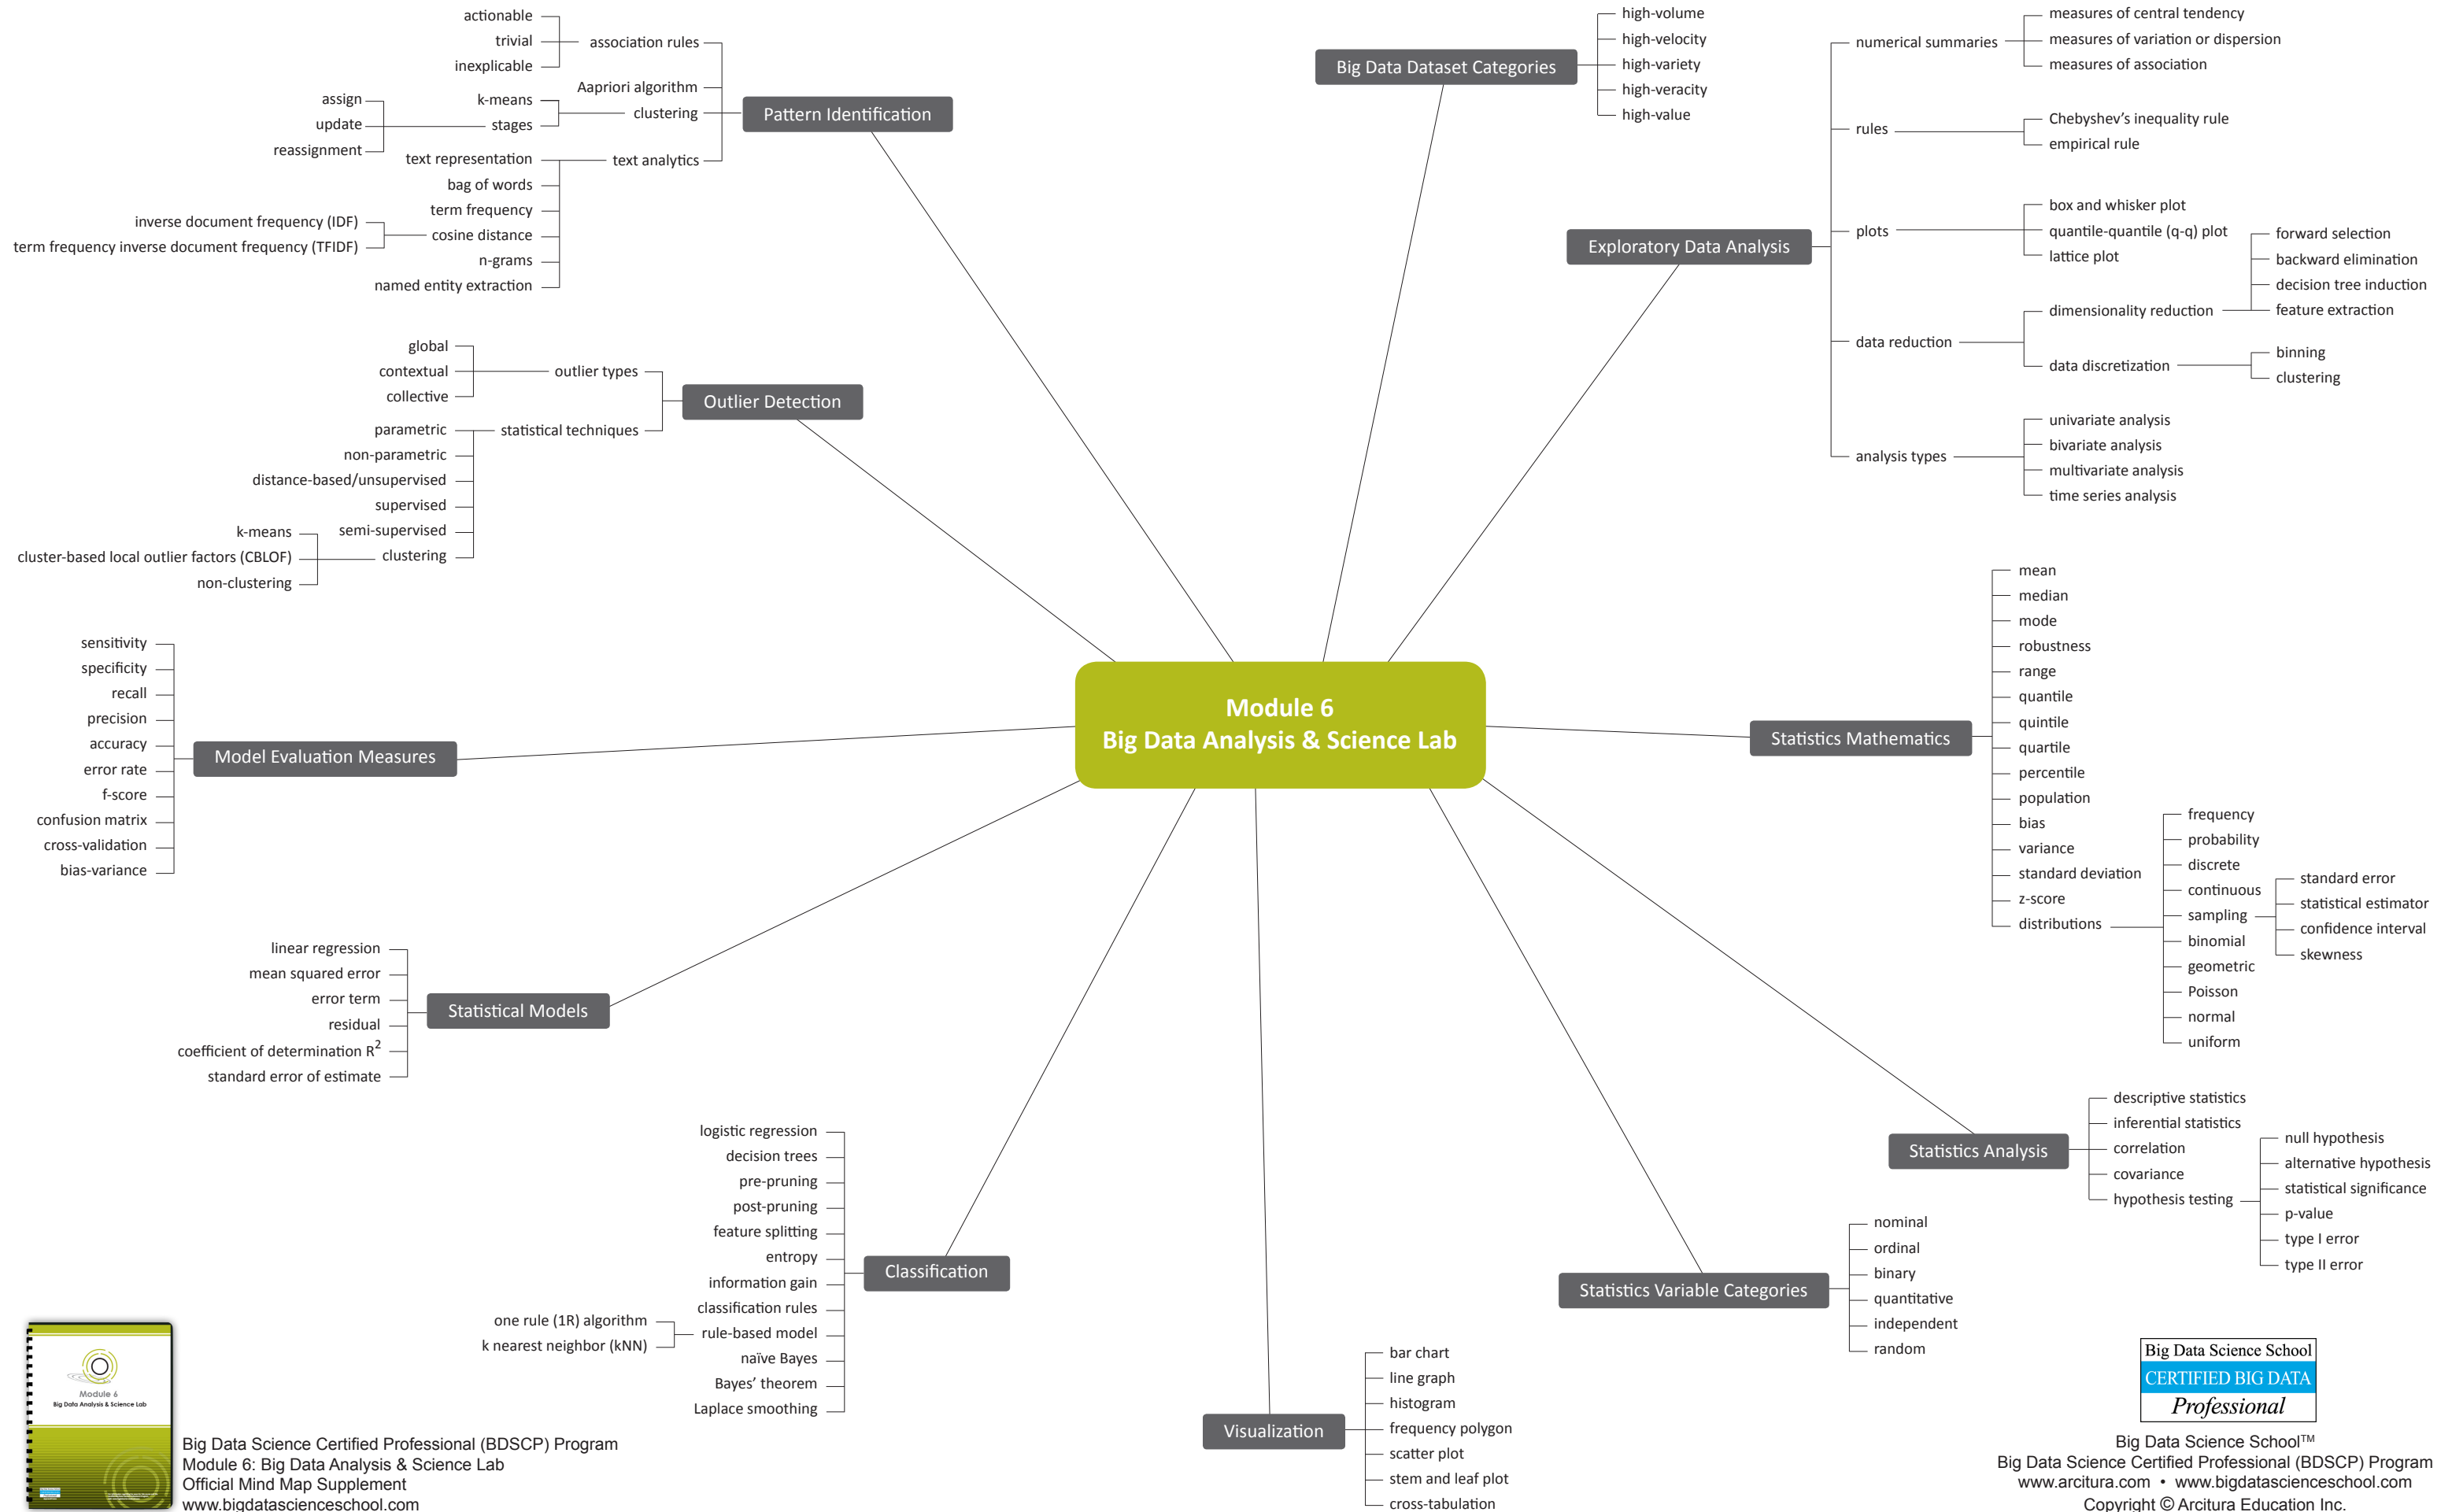 actionable
trivial
inexplicable
association rules
Aapriori algorithm
k-means
stages
clustering
assign
update
reassignment
text representation
bag of words
term frequency
cosine distance
n-grams
named entity extraction
text analytics
inverse document frequency (IDF)
term frequency inverse document frequency (TFIDF)
Pattern Identification
global
contextual
collective
outlier types
parametric
non-parametric
distance-based/unsupervised
supervised
semi-supervised
clustering
statistical techniques
k-means
cluster-based local outlier factors (CBLOF)
non-clustering
Outlier Detection
sensitivity
specificity
recall
precision
accuracy
error rate
f-score
confusion matrix
cross-validation
bias-variance
Model Evaluation Measures
linear regression
mean squared error
error term
residual
coefficient of determination R²
standard error of estimate
Statistical Models
logistic regression
decision trees
pre-pruning
post-pruning
feature splitting
entropy
information gain
classification rules
rule-based model
naïve Bayes
Bayes’ theorem
Laplace smoothing
one rule (1R) algorithm
k nearest neighbor (kNN)
Classification
Module 6
Big Data Analysis & Science Lab
Big Data Dataset Categories
high-volume
high-velocity
high-variety
high-veracity
high-value
Exploratory Data Analysis
numerical summaries
measures of central tendency
measures of variation or dispersion
measures of association
rules
Chebyshev’s inequality rule
empirical rule
plots
box and whisker plot
quantile-quantile (q-q) plot
lattice plot
data reduction
dimensionality reduction
forward selection
backward elimination
decision tree induction
feature extraction
data discretization
binning
clustering
analysis types
univariate analysis
bivariate analysis
multivariate analysis
time series analysis
Statistics Mathematics
mean
median
mode
robustness
range
quantile
quintile
quartile
percentile
population
bias
variance
standard deviation
z-score
distributions
frequency
probability
discrete
continuous
sampling
binomial
geometric
Poisson
normal
uniform
standard error
statistical estimator
confidence interval
skewness
Statistics Analysis
descriptive statistics
inferential statistics
correlation
covariance
hypothesis testing
null hypothesis
alternative hypothesis
statistical significance
p-value
type I error
type II error
Statistics Variable Categories
nominal
ordinal
binary
quantitative
independent
random
Visualization
bar chart
line graph
histogram
frequency polygon
scatter plot
stem and leaf plot
cross-tabulation
Module 6
Big Data Analysis & Science Lab
Big Data Science Certified Professional (BDSCP) Program
Module 6: Big Data Analysis & Science Lab
Official Mind Map Supplement
www.bigdatascienceschool.com
Big Data Science School
CERTIFIED BIG DATA
Professional
Big Data Science School™
Big Data Science Certified Professional (BDSCP) Program
www.arcitura.com • www.bigdatascienceschool.com
Copyright © Arcitura Education Inc.